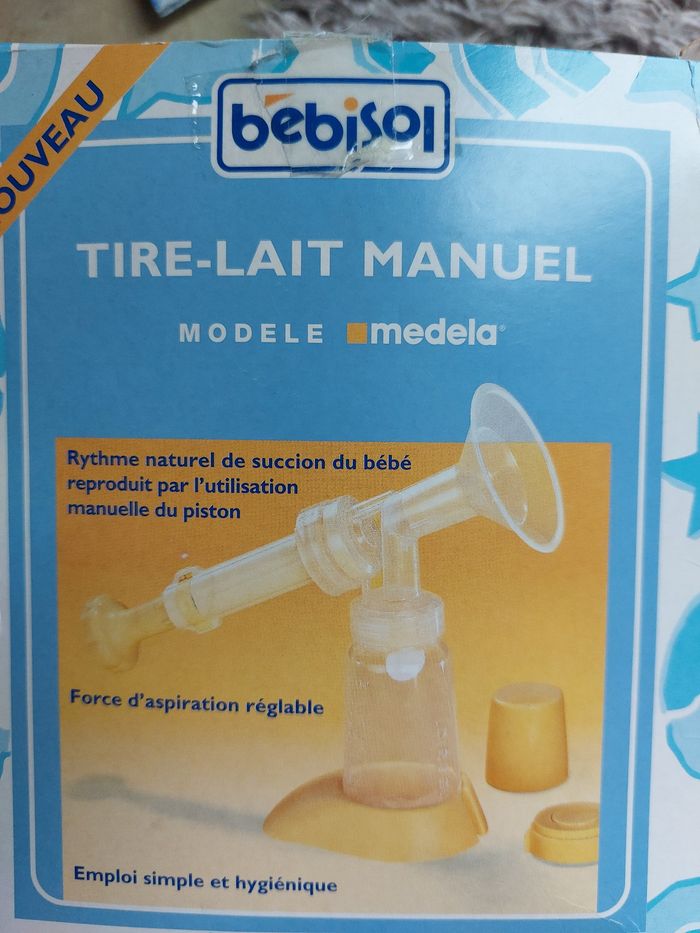 bébisol
TIRE-LAIT MANUEL
MODELE medela®
Rythme naturel de succion du bébé
reproduit par l'utilisation
manuelle du piston
Force d'aspiration réglable
Emploi simple et hygiénique